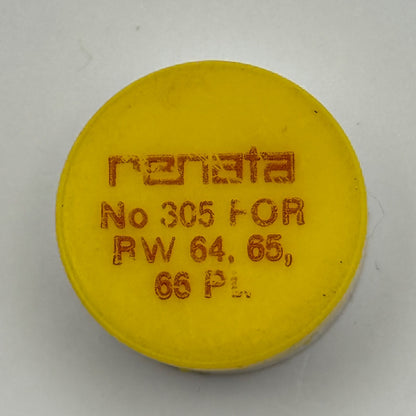 renata
No 305 FOR
RW 64, 65,
66 PL